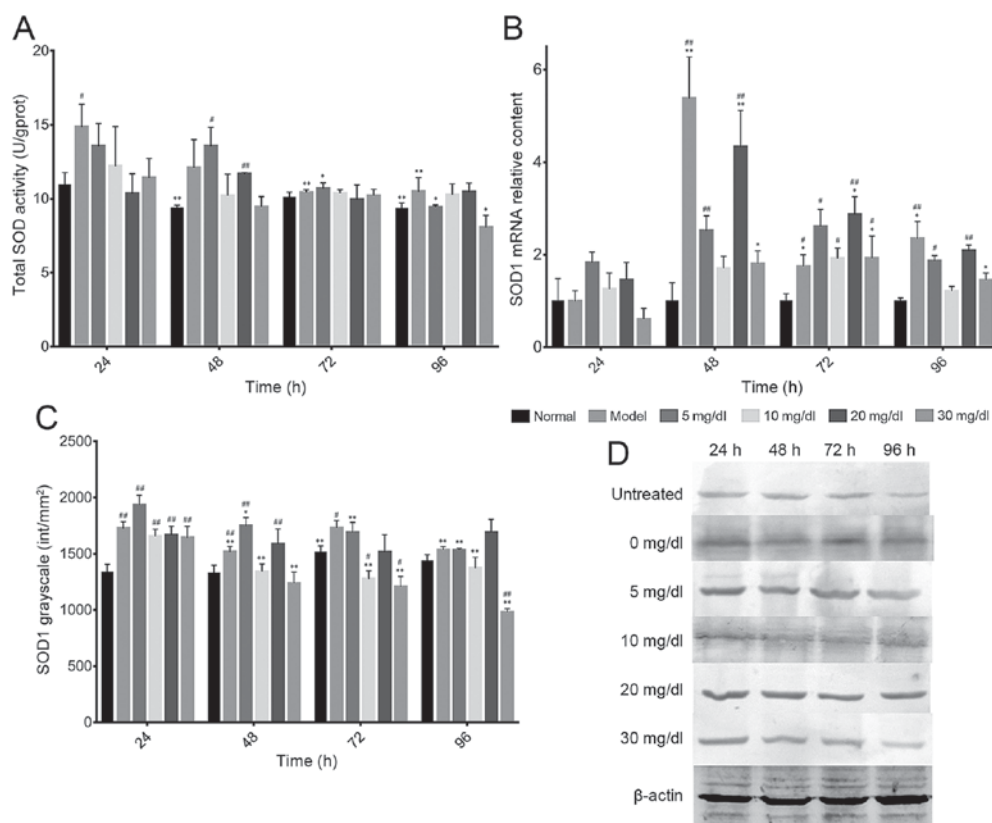 A
Total SOD activity (U/gprot)
20
15
10
5
0
24
48
72
96
Time (h)
B
SOD1 mRNA relative content
6
4
2
0
24
48
72
96
Time (h)
Normal Model 5 mg/dl 10 mg/dl 20 mg/dl 30 mg/dl
C
SOD1 grayscale (int/mm²)
2500
2000
1500
1000
500
0
24
48
72
96
Time (h)
D
24 h 48 h 72 h 96 h
Untreated
0 mg/dl
5 mg/dl
10 mg/dl
20 mg/dl
30 mg/dl
β-actin